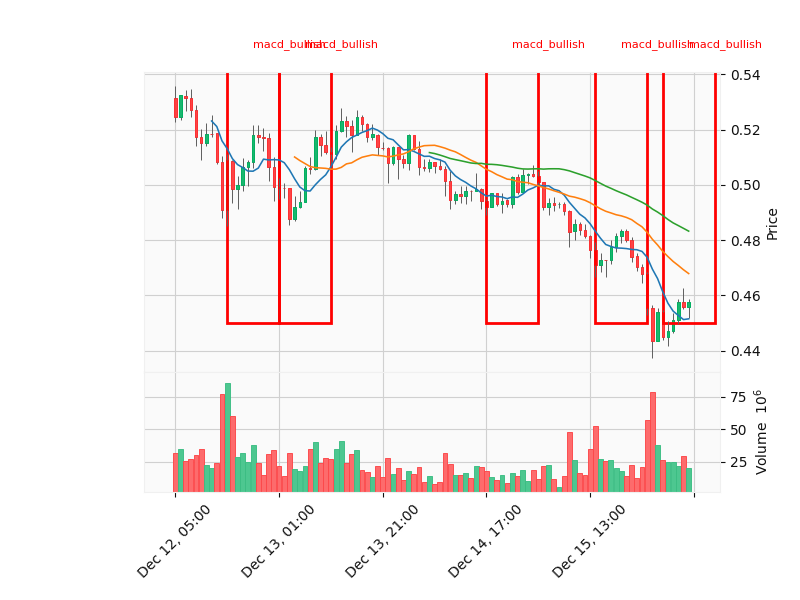 macd_bullish macd_bullish macd_bullish macd_bullish macd_bullish
0.54
0.52
0.50
0.48
0.46
0.44
Price
75
50
25
Volume 10^6
Dec 12, 05:00
Dec 13, 01:00
Dec 13, 21:00
Dec 14, 17:00
Dec 15, 13:00